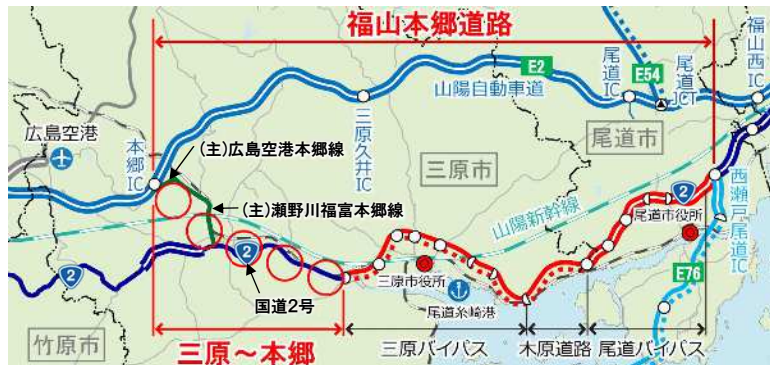 福山本郷道路
福山西IC
尾道IC
E54
尾道JCT
E2
山陽自動車道
広島空港
(主)広島空港本郷線
三原久井IC
尾道市
本郷IC
三原市
(主)瀬野川福富本郷線
山陽新幹線
2
西瀬戸尾道IC
尾道市役所
2
三原市役所
E76
2
国道2号
尾道糸崎港
竹原市
三原～本郷
三原バイパス
木原道路
尾道バイパス